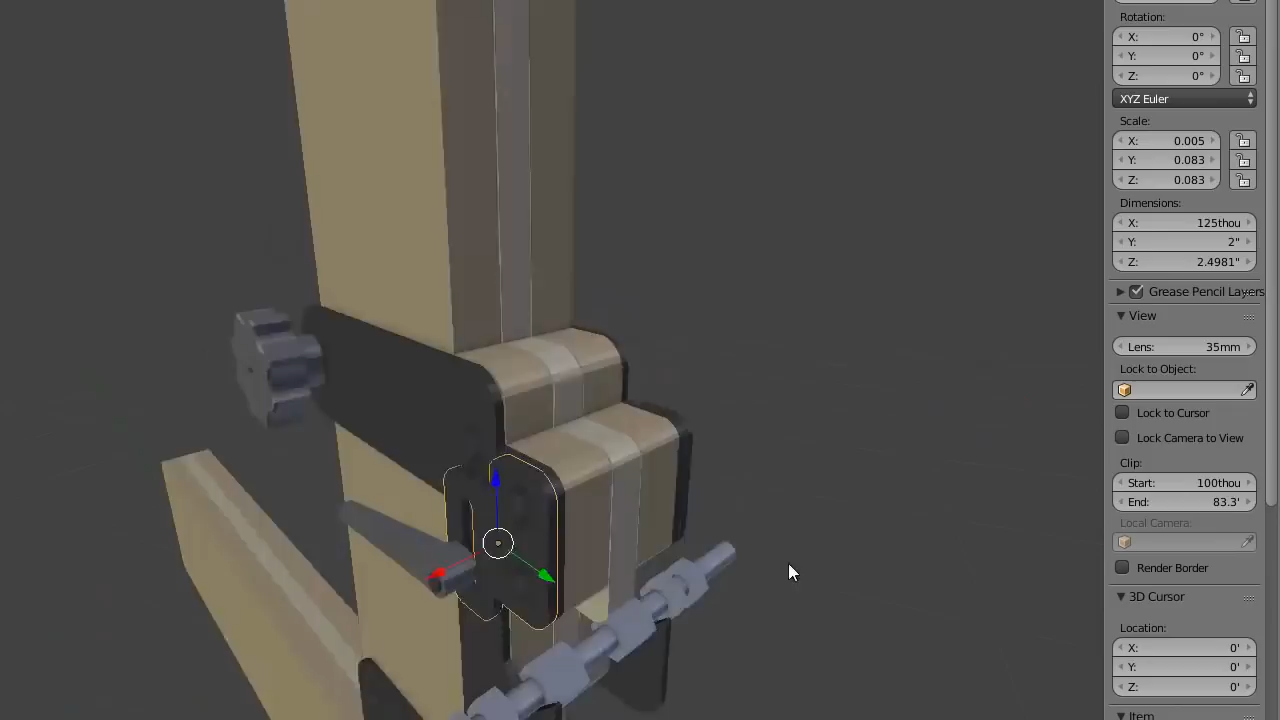 Rotation:
X: 0°
Y: 0°
Z: 0°
XYZ Euler
Scale:
X: 0.005
Y: 0.083
Z: 0.083
Dimensions:
X: 125thou
Y: 2"
Z: 2.4981"
Grease Pencil Layers
View
Lens: 35mm
Lock to Object:
Lock to Cursor
Lock Camera to View
Clip:
Start: 100thou
End: 83.3'
Local Camera:
Render Border
3D Cursor
Location:
X: 0'
Y: 0'
Z: 0'
Item